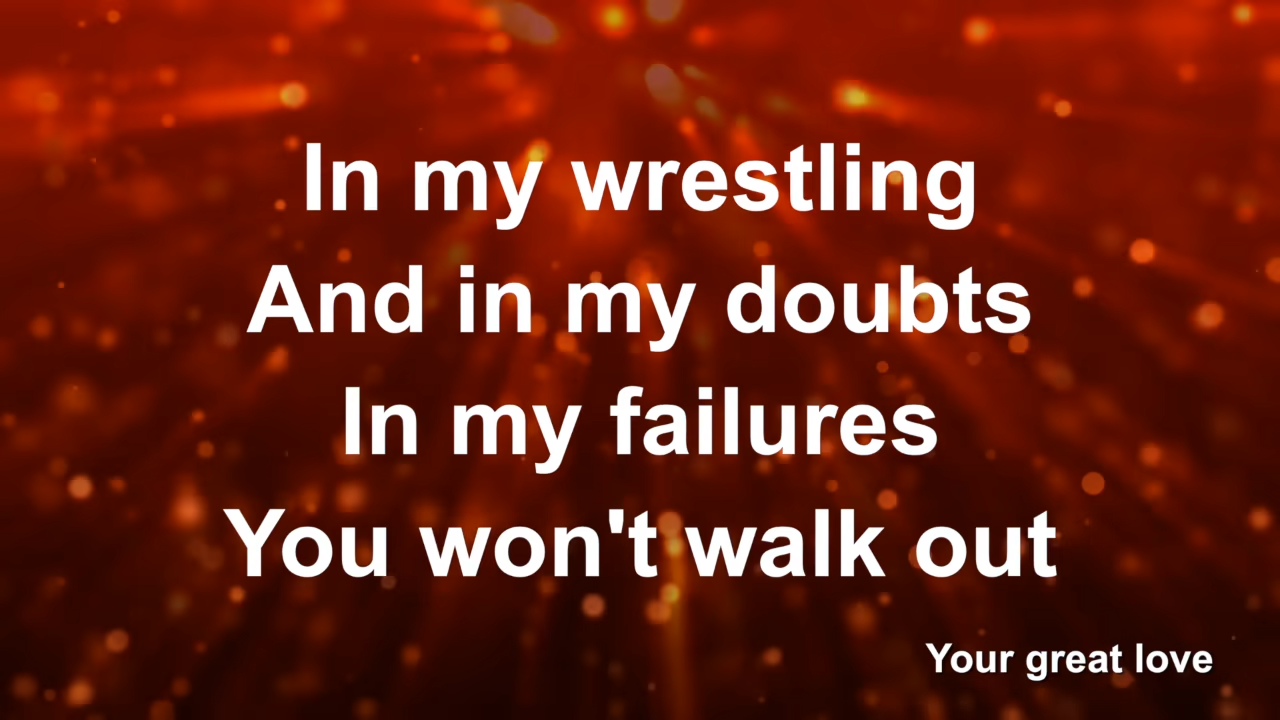 In my wrestling
And in my doubts
In my failures
You won't walk out
Your great love